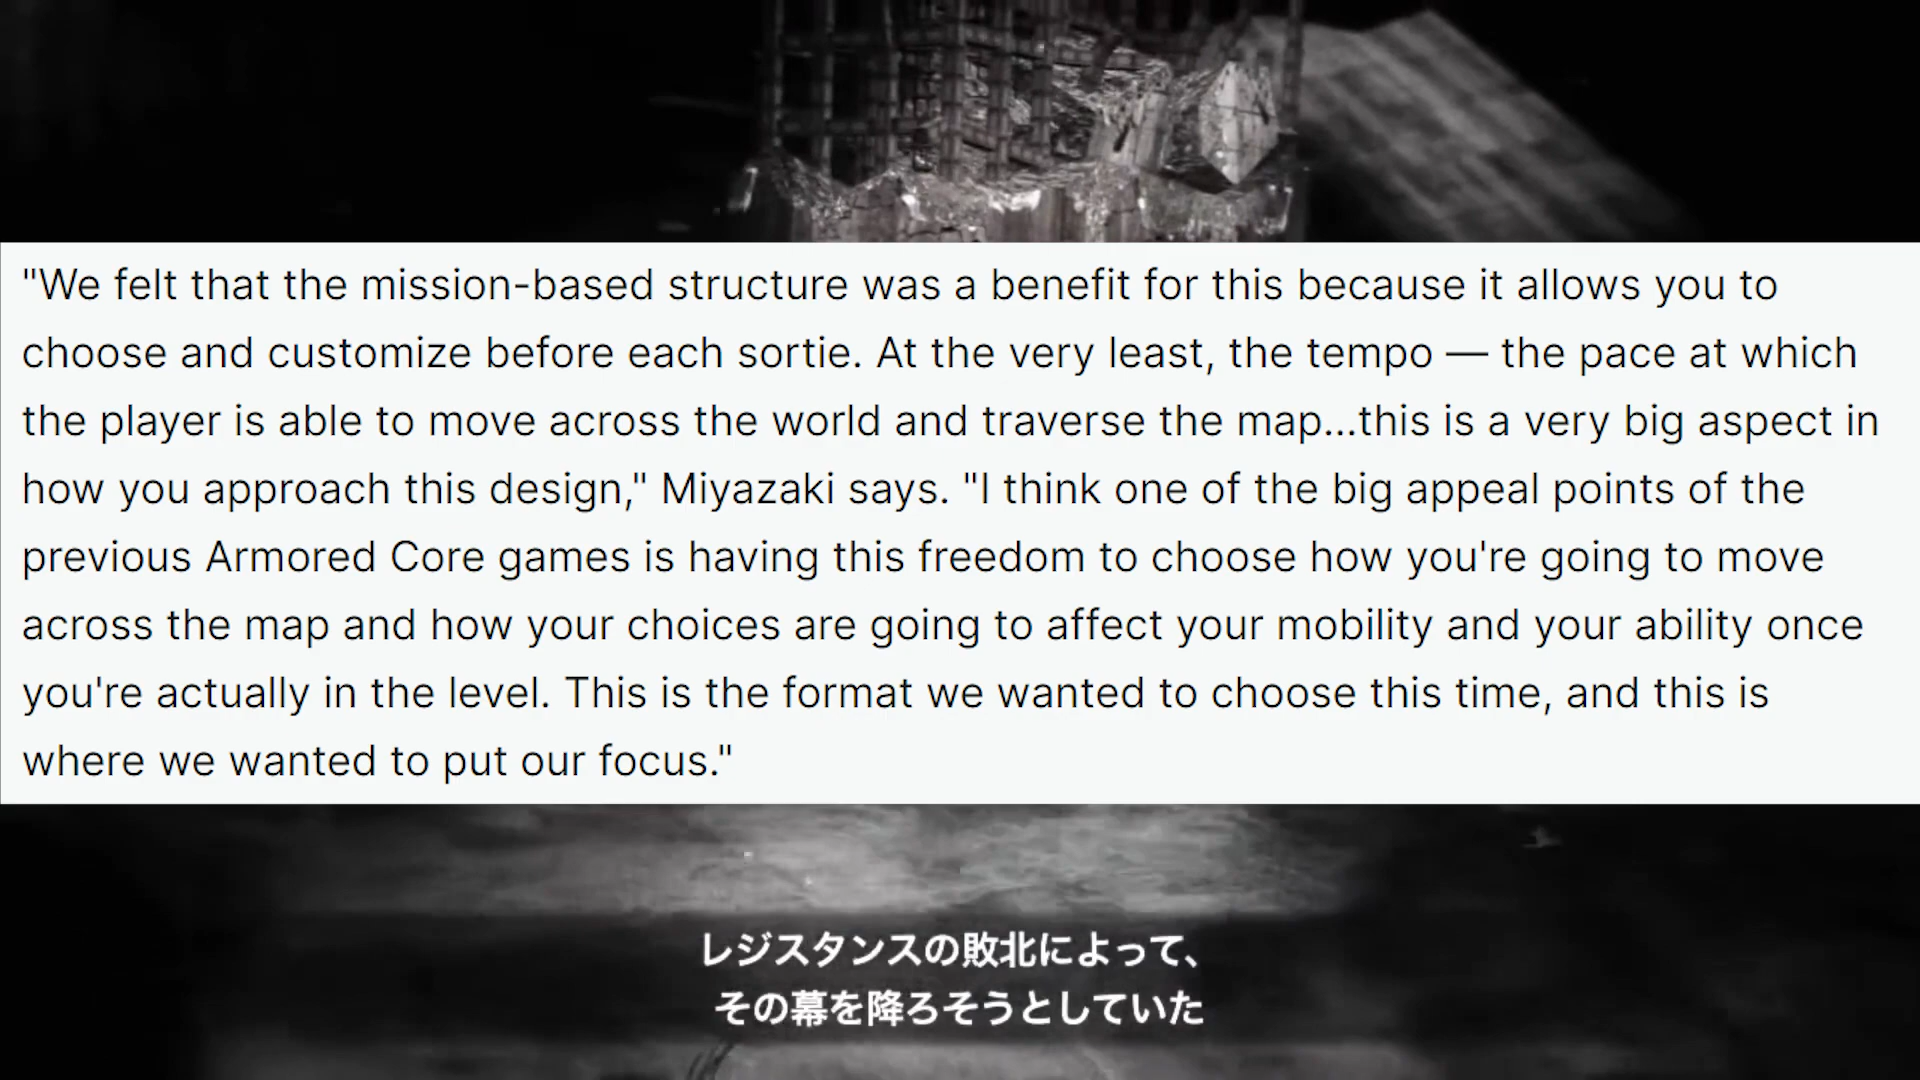 "We felt that the mission-based structure was a benefit for this because it allows you to
choose and customize before each sortie. At the very least, the tempo — the pace at which
the player is able to move across the world and traverse the map...this is a very big aspect in
how you approach this design," Miyazaki says. "I think one of the big appeal points of the
previous Armored Core games is having this freedom to choose how you're going to move
across the map and how your choices are going to affect your mobility and your ability once
you're actually in the level. This is the format we wanted to choose this time, and this is
where we wanted to put our focus."
レジスタンスの敗北によって、
その幕を降ろそうとしていた